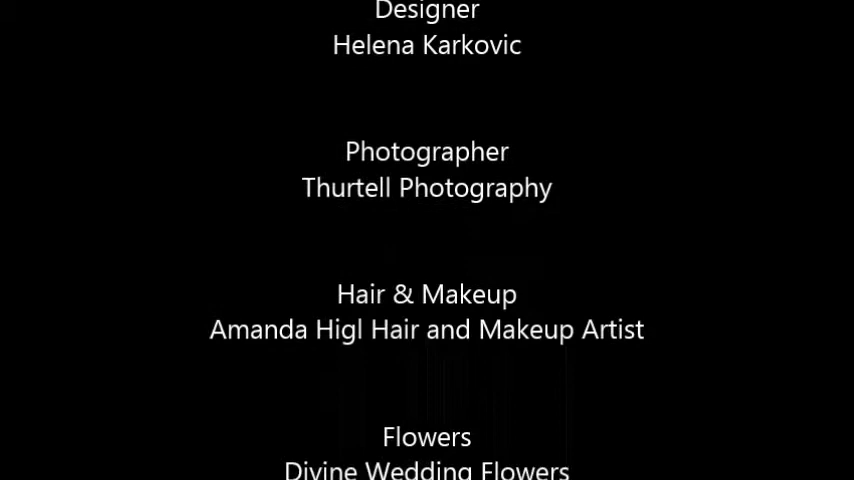 Designer
Helena Karkovic
Photographer
Thurtell Photography
Hair & Makeup
Amanda Higl Hair and Makeup Artist
Flowers
Divine Wedding Flowers